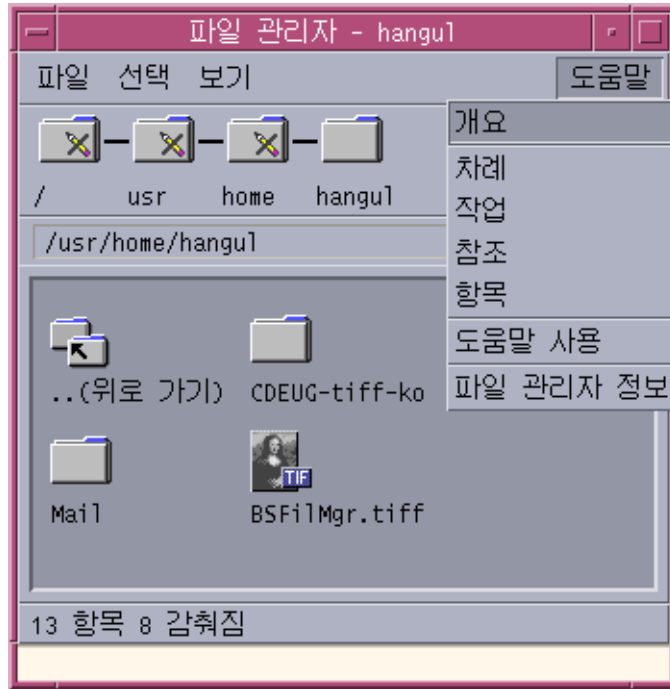 파일 관리자 - hangul
파일 선택 보기 도움말
개요
차례
작업
참조
항목
도움말 사용
파일 관리자 정보
/ usr home hangul
/usr/home/hangul
..(위로 가기) CDEUG-tiff-ko
TIF
Mail BSFilMgr.tiff
13 항목 8 감춰짐